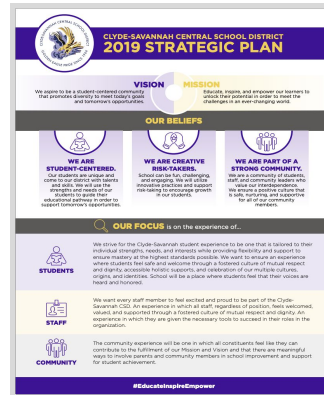 CLYDE-SAVANNAH CENTRAL SCHOOL DISTRICT
2019 STRATEGIC PLAN
VISION
We aspire to be a student-centered community
that promotes diversity to meet today's goals
and tomorrow's opportunities.
MISSION
Educate, inspire, and empower our learners to
unlock their potential in order to meet the
challenges in an ever-changing world.
OUR BELIEFS
WE ARE
STUDENT-CENTERED.
Our students are unique and
come to our district with talents
and skills. We will use the
strengths and needs of our
students to guide their
educational pathway in order to
support tomorrow's opportunities.
WE ARE CREATIVE
RISK-TAKERS.
School can be fun, challenging,
and engaging. We will utilize
innovative practices and support
risk-taking to encourage growth
in our students.
WE ARE PART OF A
STRONG COMMUNITY.
We are a community of students,
staff, and community leaders who
value our interdependence.
We ensure a positive culture that
is safe, nurturing, and supportive
for all of our community
members.
OUR FOCUS is on the experience of...
STUDENTS
We strive for the Clyde-Savannah student experience to be one that is tailored to their
individual strengths, needs, and interests while providing flexibility and support to
ensure mastery at the highest standards possible. We want to ensure an experience
where students feel safe and welcome through a fostered culture of mutual respect
and dignity, accessible holistic supports, and celebration of our multiple cultures,
origins, and identities. School will be a place where students feel that their voices are
heard and honored.
STAFF
We want every staff member to feel excited and proud to be part of the Clyde-
Savannah CSD. An experience in which all staff, regardless of position, feels welcomed,
valued, and supported through a fostered culture of mutual respect and dignity. An
experience in which they are given the necessary tools to succeed in their roles in the
organization.
COMMUNITY
The community experience will be one in which all constituents feel like they can
contribute to the fulfillment of our Mission and Vision and that there are meaningful
ways to involve parents and community members in school improvement and support
for student achievement.
#EducateInspireEmpower